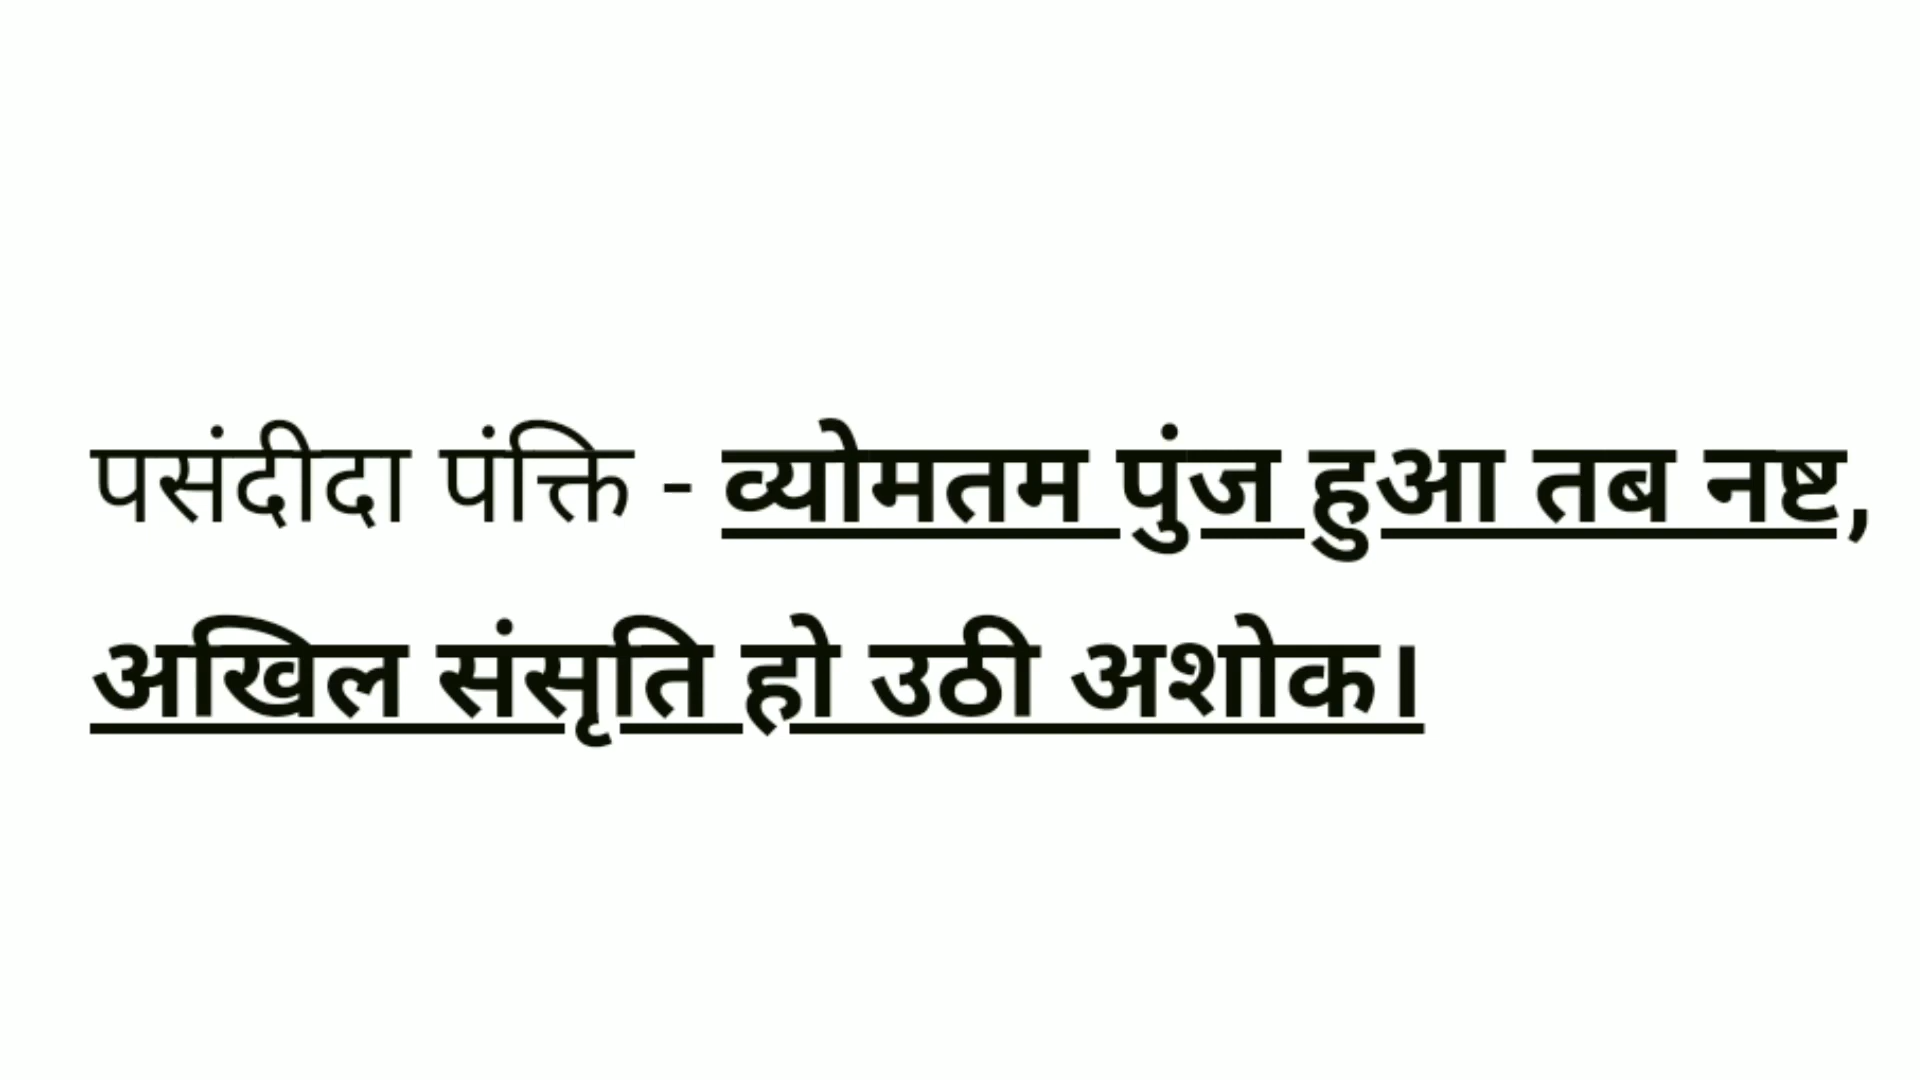 पसंदीदा पंक्ति - व्योमतम पुंज हुआ तब नष्ट,
अखिल संसृति हो उठी अशोक।